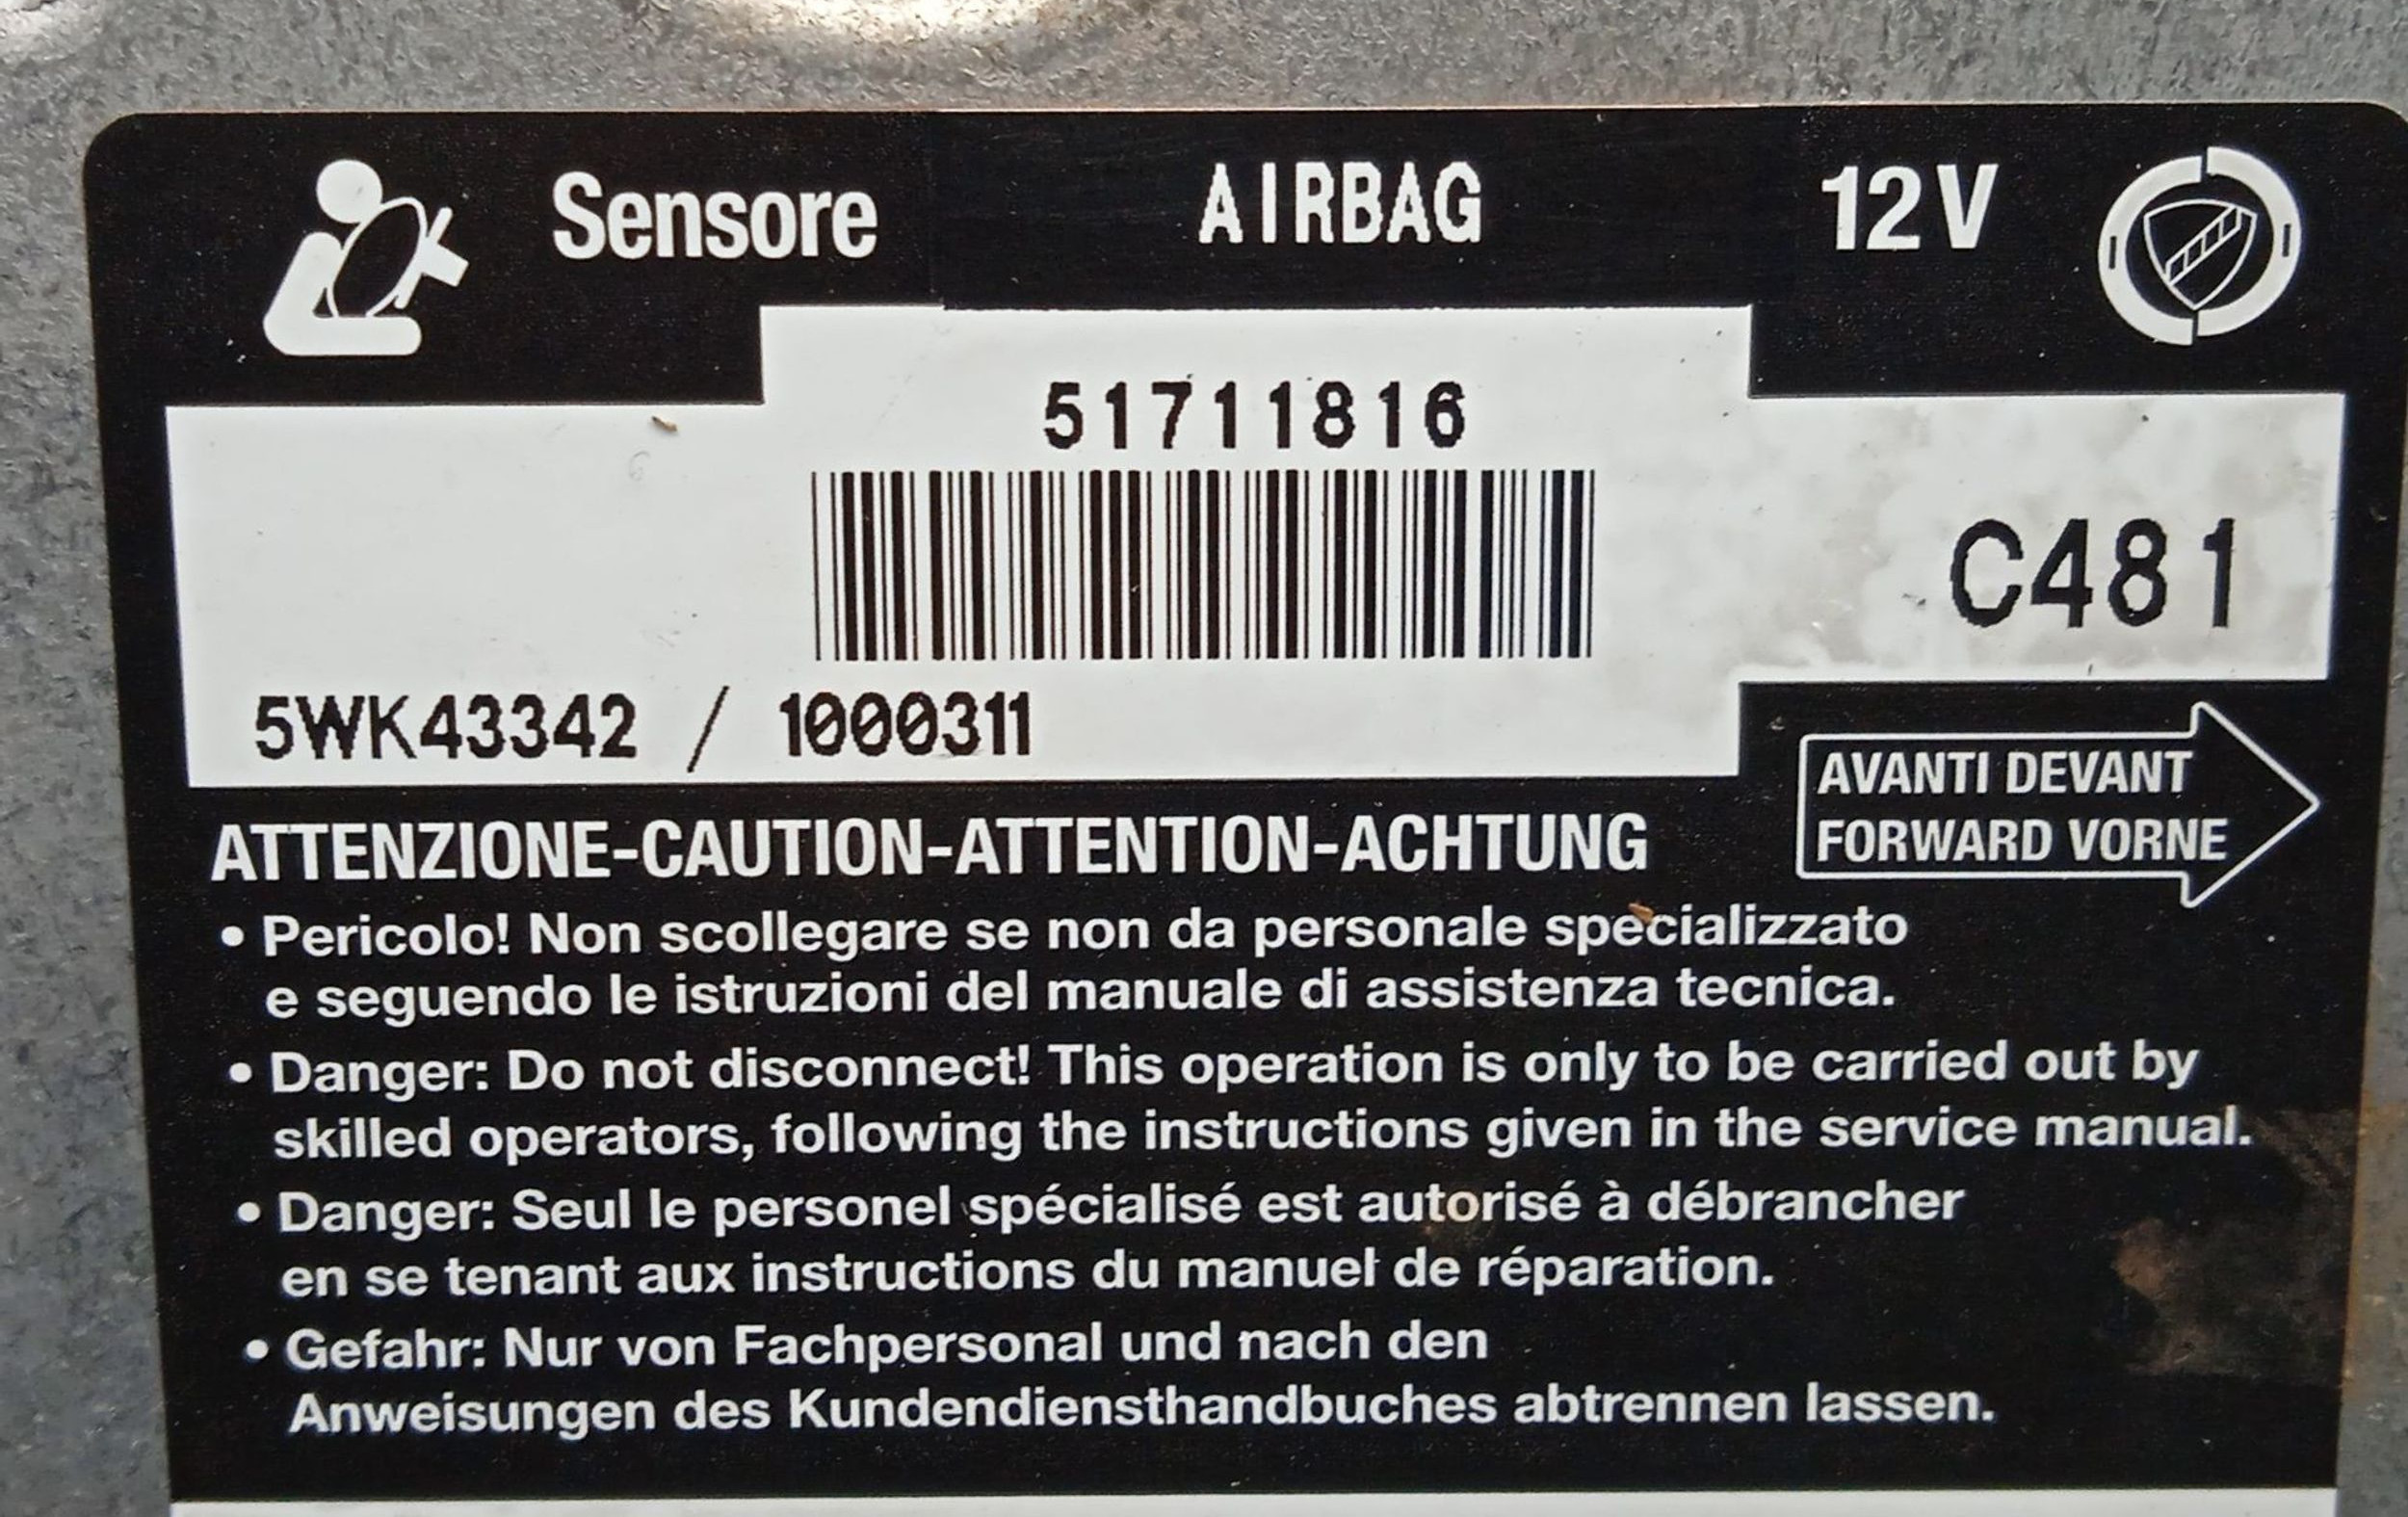 Sensore AIRBAG 12V
51711816
C481
5WK43342 / 1000311
AVANTI DEVANT
FORWARD VORNE
ATTENZIONE-CAUTION-ATTENTION-ACHTUNG
• Pericolo! Non scollegare se non da personale specializzato
e seguendo le istruzioni del manuale di assistenza tecnica.
• Danger: Do not disconnect! This operation is only to be carried out by
skilled operators, following the instructions given in the service manual.
• Danger: Seul le personel spécialisé est autorisé à débrancher
en se tenant aux instructions du manuel de réparation.
• Gefahr: Nur von Fachpersonal und nach den
Anweisungen des Kundendiensthandbuches abtrennen lassen.